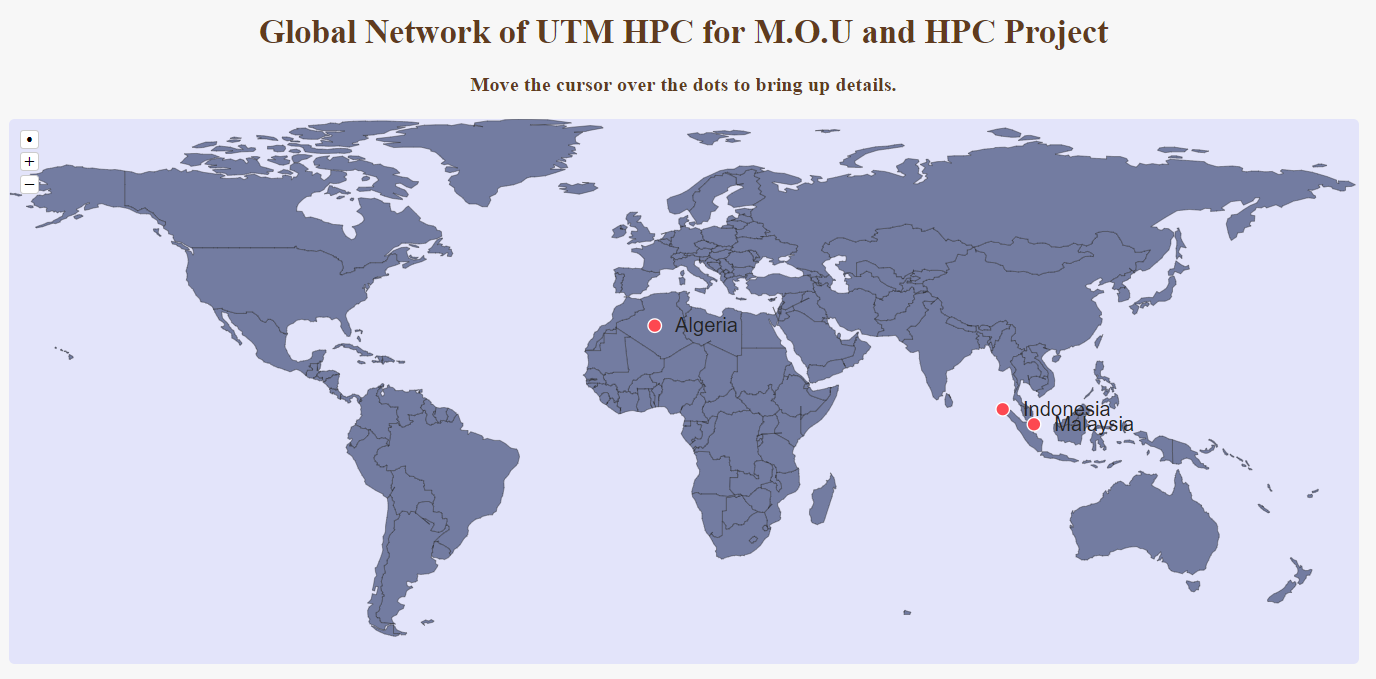 Global Network of UTM HPC for M.O.U and HPC Project
Move the cursor over the dots to bring up details.
+
−
Algeria
Indonesia
Malaysia